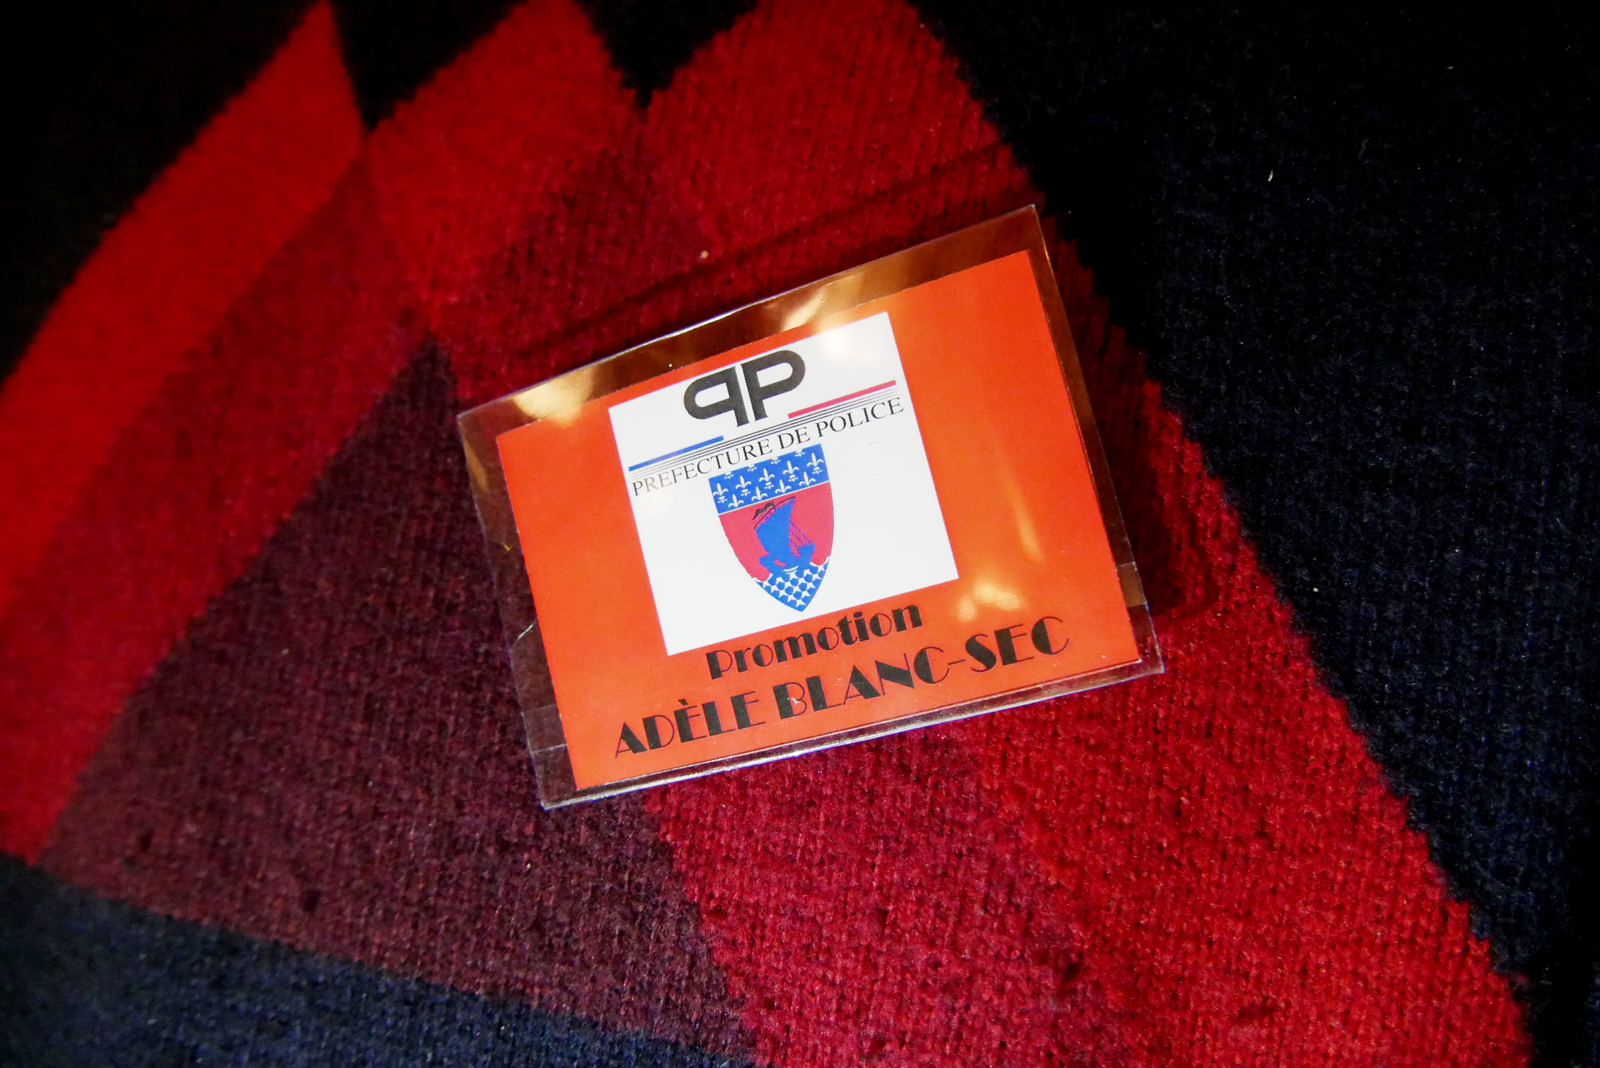 PP
PREFECTURE DE POLICE
Promotion
ADÈLE BLANC-SEC